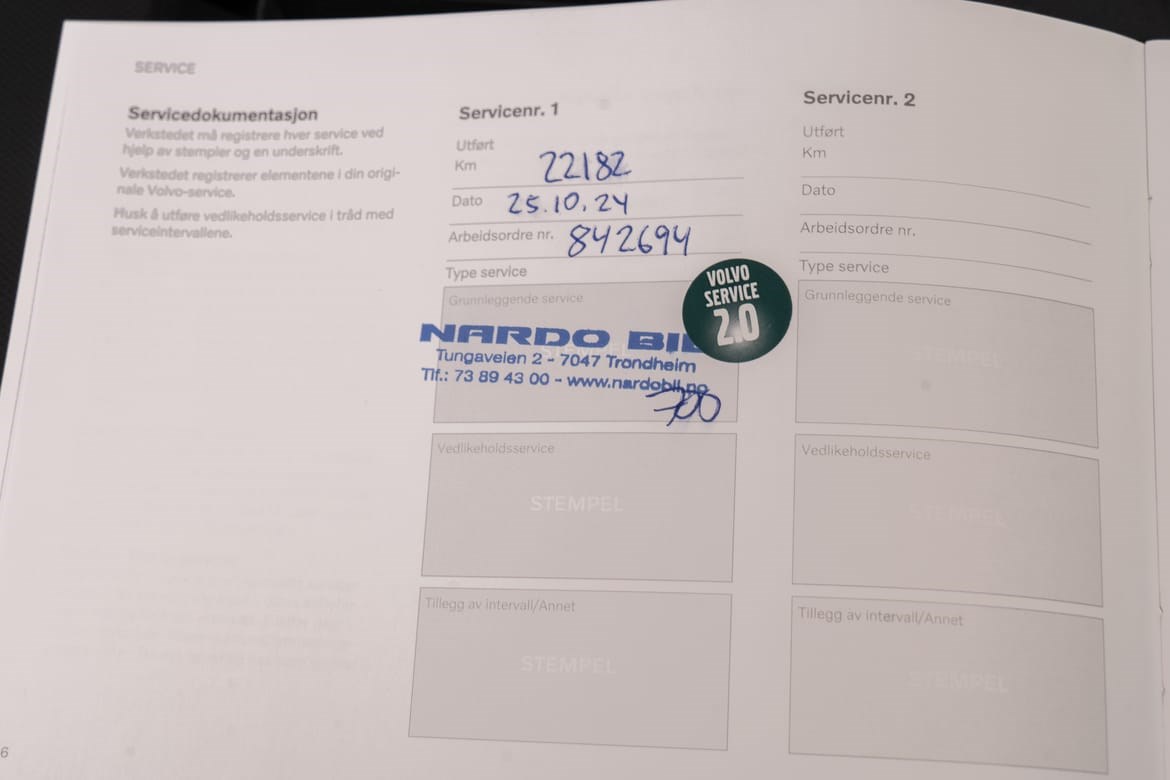 SERVICE
Servicedokumentasjon
Verkstedet må registrere hver service ved
hjelp av stempler og en underskrift.
Verkstedet registrerer elementene i din origi-
nale Volvo-service.
Husk å utføre vedlikeholdsservice i tråd med
serviceintervallene.
Servicenr. 1
Utført
Km 22182
Dato 25.10.24
Arbeidsordre nr. 842694
Type service
Grunnleggende service
NARDO BIL
Tungaveien 2 - 7047 Trondheim
Tlf.: 73 89 43 00 - www.nardobil.no
VOLVO
SERVICE
2.0
Vedlikeholdsservice
STEMPEL
Tillegg av intervall/Annet
STEMPEL
Servicenr. 2
Utført
Km
Dato
Arbeidsordre nr.
Type service
Grunnleggende service
STEMPEL
Vedlikeholdsservice
STEMPEL
Tillegg av intervall/Annet
STEMPEL
6